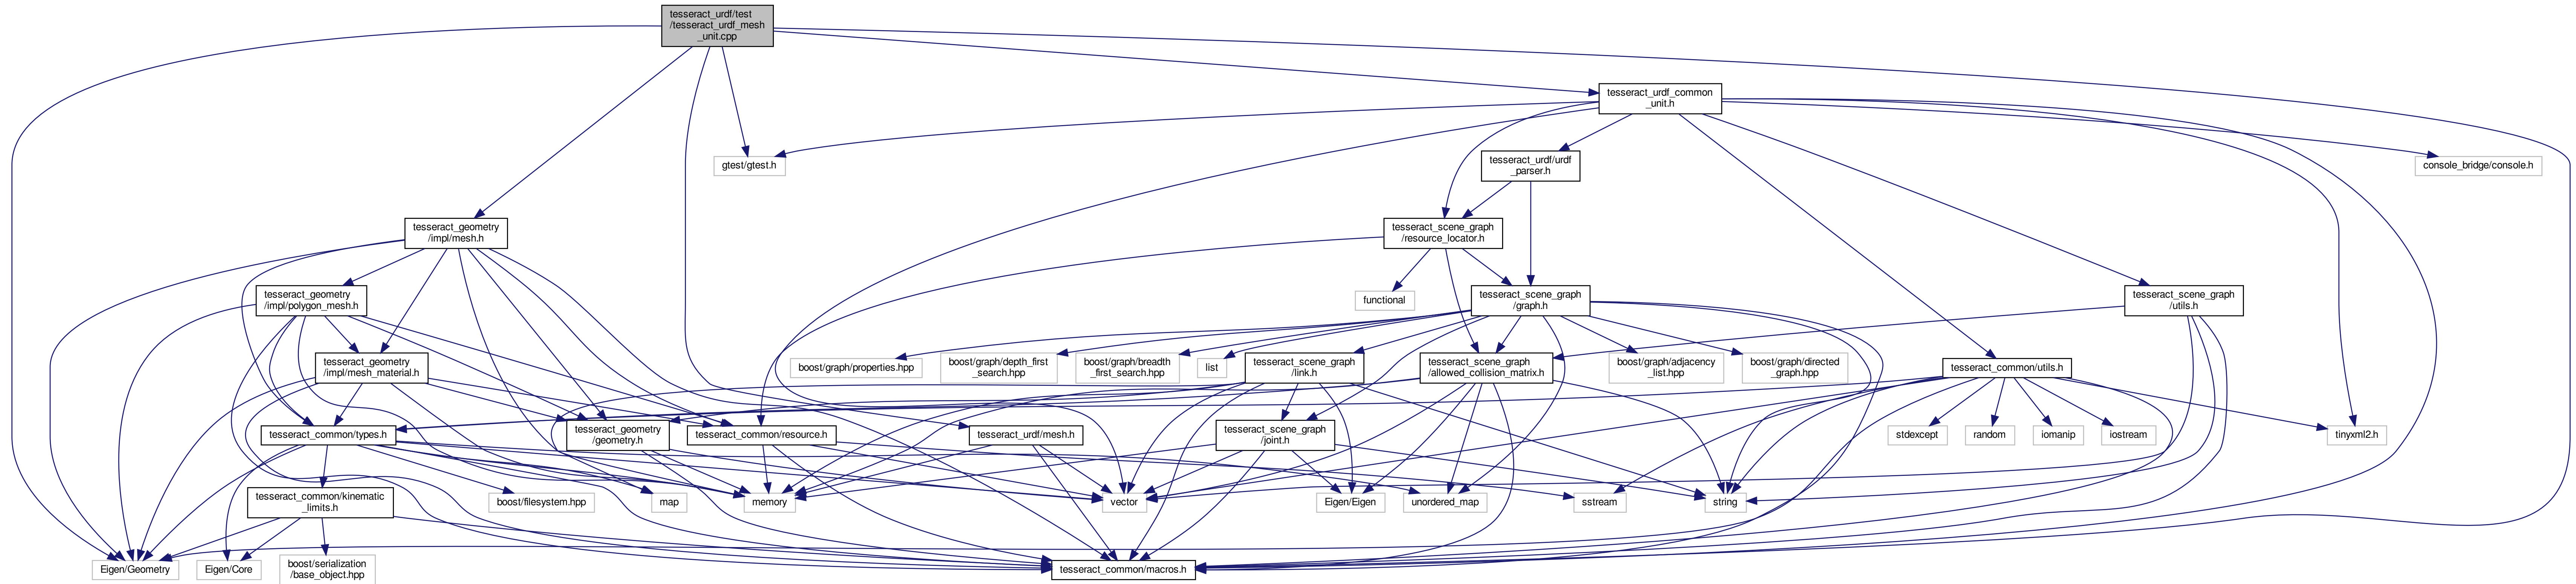 tesseract_urdf/test
/tesseract_urdf_mesh
_unit.cpp
tesseract_urdf_common
_unit.h
gtest/gtest.h
tesseract_urdf/urdf
_parser.h
console_bridge/console.h
tesseract_geometry
/impl/mesh.h
tesseract_scene_graph
/resource_locator.h
tesseract_geometry
/impl/polygon_mesh.h
functional
tesseract_scene_graph
/graph.h
tesseract_scene_graph
/utils.h
tesseract_geometry
/impl/mesh_material.h
boost/graph/properties.hpp
boost/graph/depth_first
_search.hpp
boost/graph/breadth
_first_search.hpp
list
tesseract_scene_graph
/link.h
tesseract_scene_graph
/allowed_collision_matrix.h
boost/graph/adjacency
_list.hpp
boost/graph/directed
_graph.hpp
tesseract_common/utils.h
tesseract_common/types.h
tesseract_geometry
/geometry.h
tesseract_common/resource.h
tesseract_urdf/mesh.h
tesseract_scene_graph
/joint.h
stdexcept
random
iomanip
iostream
tinyxml2.h
tesseract_common/kinematic
_limits.h
boost/filesystem.hpp
map
memory
vector
Eigen/Eigen
unordered_map
sstream
string
Eigen/Geometry
Eigen/Core
boost/serialization
/base_object.hpp
tesseract_common/macros.h